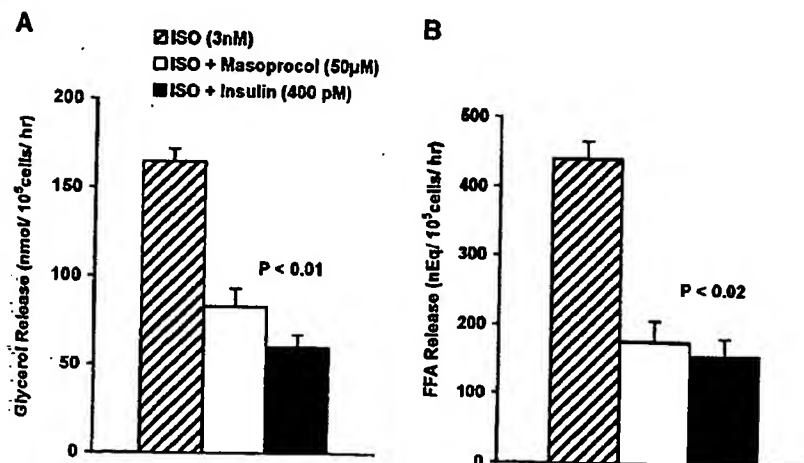 A
ISO (3nM)
ISO + Masoprocol (50µM)
ISO + Insulin (400 pM)
Glycerol Release (nmol/ 10⁵cells/ hr)
200
150
100
50
0
P < 0.01
B
FFA Release (nEq/ 10⁵cells/ hr)
500
400
300
200
100
0
P < 0.02